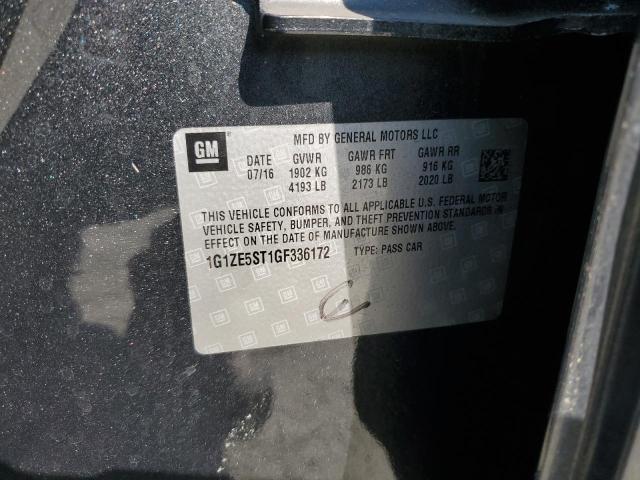 GM
MFD BY GENERAL MOTORS LLC
DATE GVWR GAWR FRT GAWR RR
07/16 1902 KG 986 KG 916 KG
4193 LB 2173 LB 2020 LB
THIS VEHICLE CONFORMS TO ALL APPLICABLE U.S. FEDERAL MOTOR
VEHICLE SAFETY, BUMPER, AND THEFT PREVENTION STANDARDS IN
EFFECT ON THE DATE OF MANUFACTURE SHOWN ABOVE.
1G1ZE5ST1GF336172 TYPE: PASS CAR